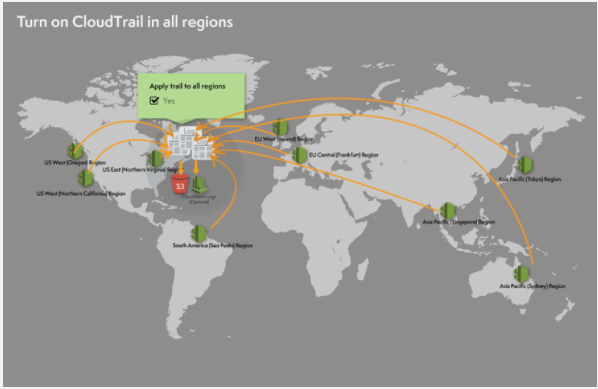 Turn on CloudTrail in all regions
Apply trail to all regions
Yes
Log
US West (Oregon) Region
US East (Northern Virginia) Reg
EU West (Ireland) Region
EU Central (Frankfurt) Region
US West (Northern California) Region
S3
CloudWatch Logs
(Optional)
Asia Pacific (Tokyo) Region
Asia Pacific (Singapore) Region
South America (Sao Paulo) Region
Asia Pacific (Sydney) Region